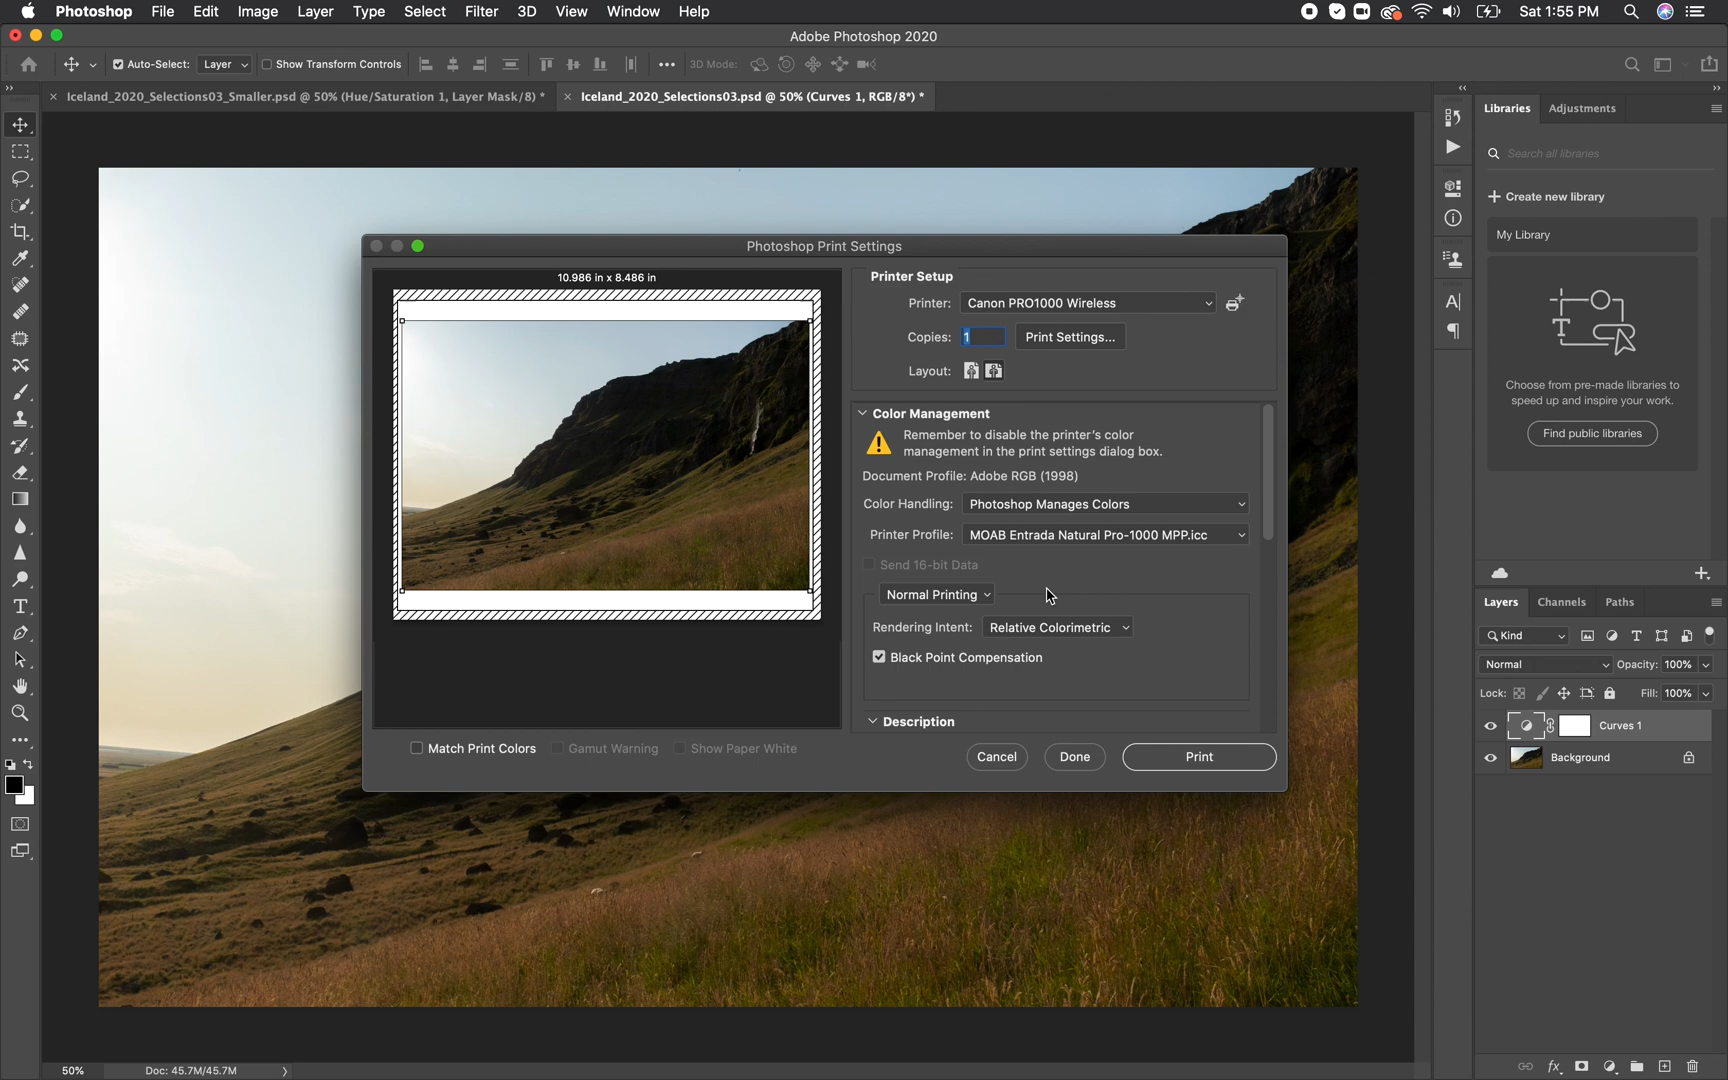 Photoshop File Edit Image Layer Type Select Filter 3D View Window Help Sat 1:55 PM
Adobe Photoshop 2020
Auto-Select: Layer Show Transform Controls 3D Mode:
Iceland_2020_Selections03_Smaller.psd @ 50% (Hue/Saturation 1, Layer Mask/8) * Iceland_2020_Selections03.psd @ 50% (Curves 1, RGB/8*) *
Libraries Adjustments
Search all libraries
Create new library
My Library
Choose from pre-made libraries to
speed up and inspire your work.
Find public libraries
Photoshop Print Settings
10.986 in x 8.486 in
Printer Setup
Printer: Canon PRO1000 Wireless
Copies: 1 Print Settings...
Layout:
Color Management
Remember to disable the printer's color
management in the print settings dialog box.
Document Profile: Adobe RGB (1998)
Color Handling: Photoshop Manages Colors
Printer Profile: MOAB Entrada Natural Pro-1000 MPP.icc
Send 16-bit Data
Normal Printing
Rendering Intent: Relative Colorimetric
Black Point Compensation
Description
Match Print Colors Gamut Warning Show Paper White
Cancel Done Print
Layers Channels Paths
Kind
Normal Opacity: 100%
Lock: Fill: 100%
Curves 1
Background
50% Doc: 45.7M/45.7M